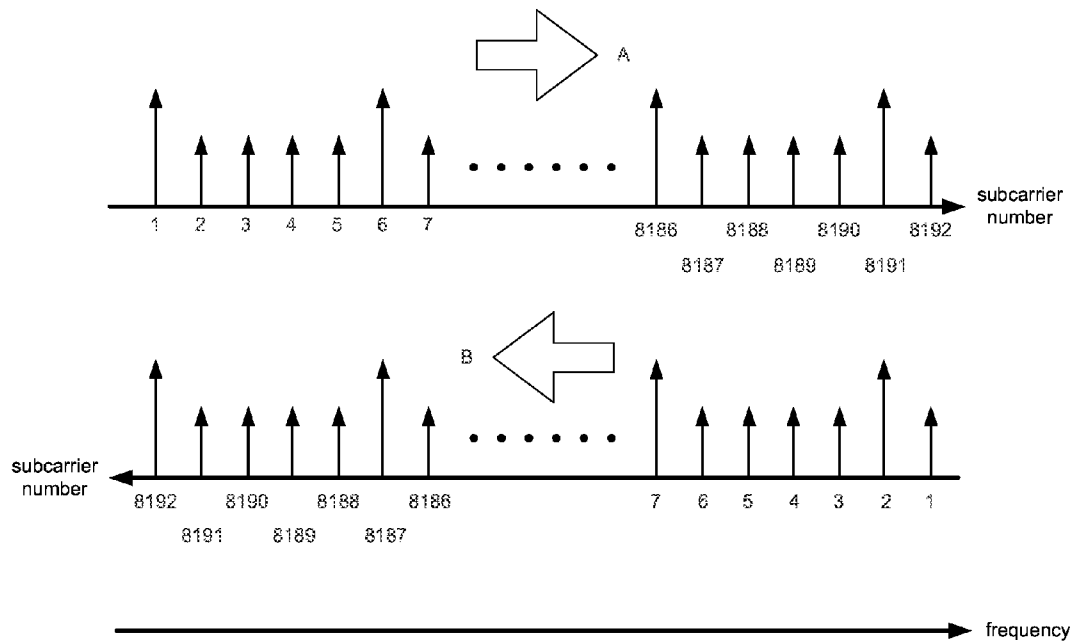 A
1 2 3 4 5 6 7
subcarrier
number
8186 8188 8190 8192
8187 8189 8191
B
subcarrier
number
8192 8190 8188 8186 7 6 5 4 3 2 1
8191 8189 8187
frequency